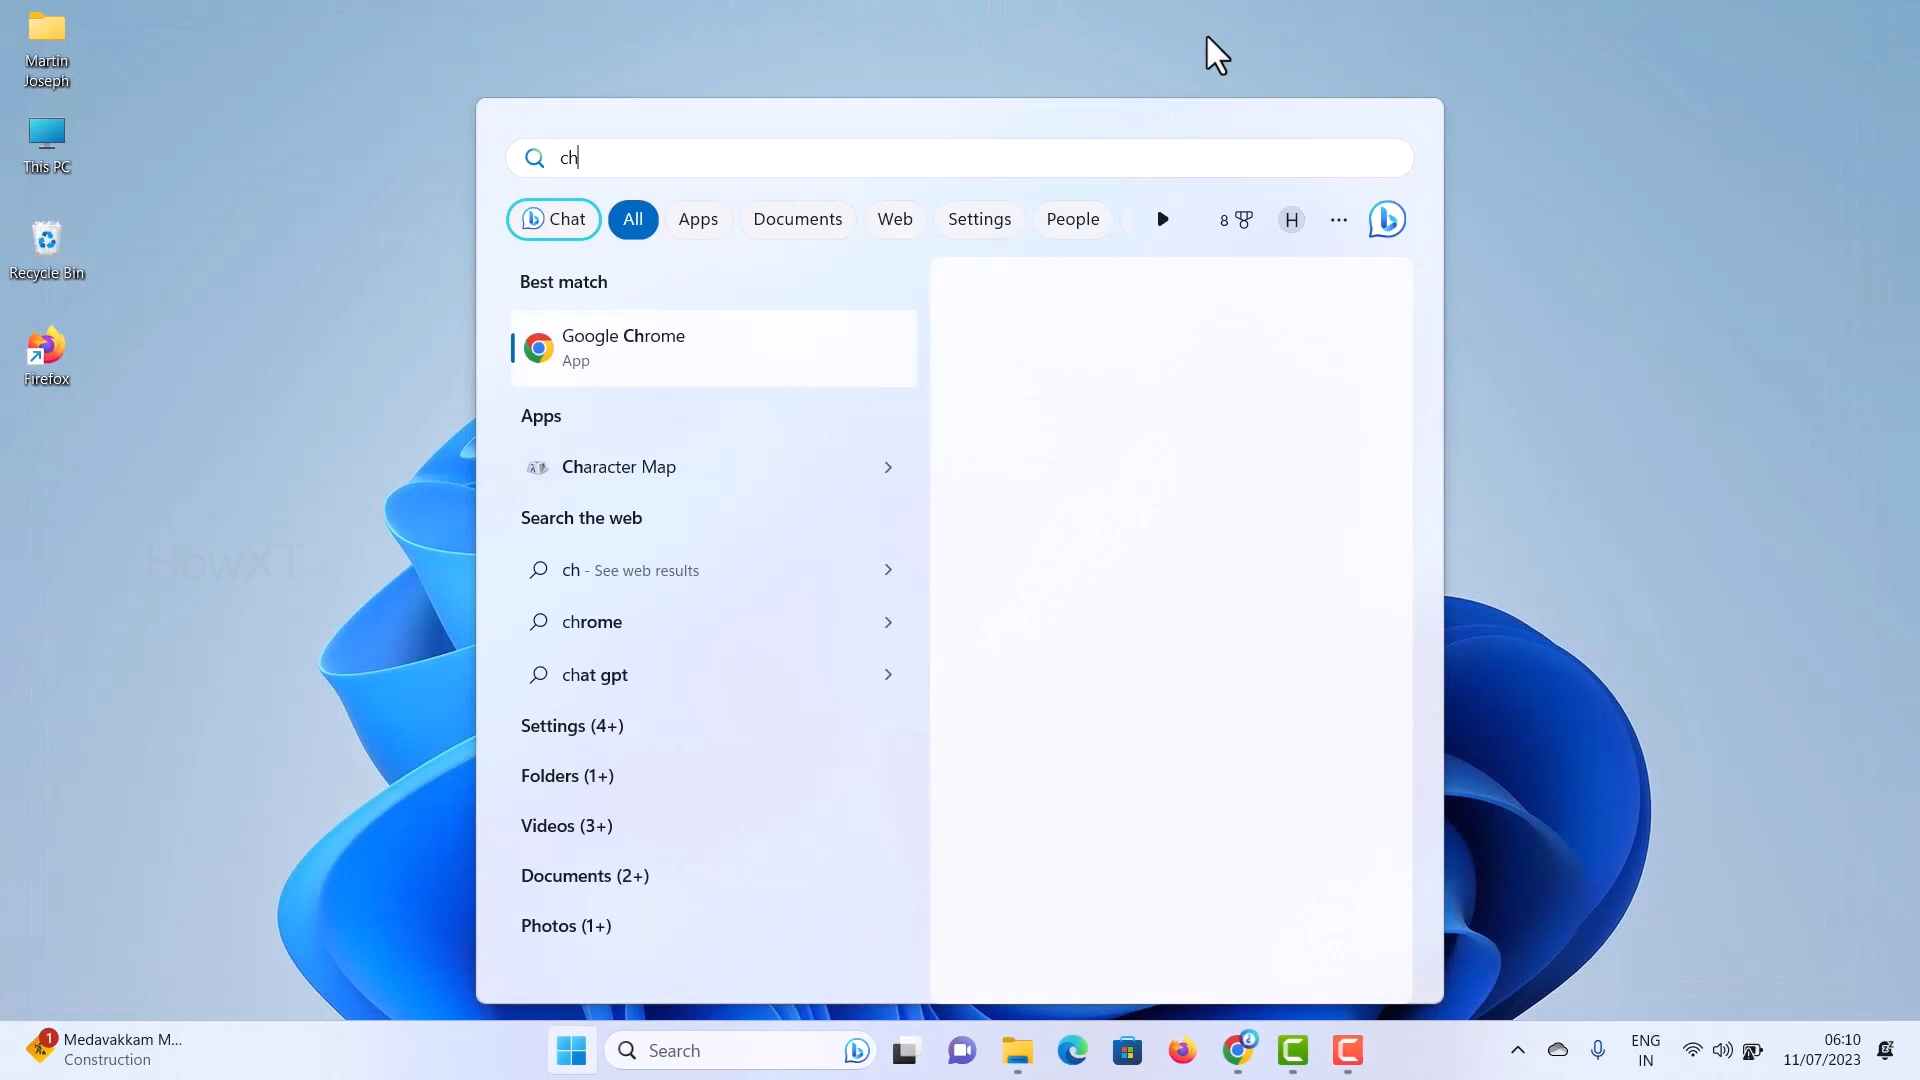 Martin
Joseph
This PC
Recycle Bin
Firefox
ch
Chat
All
Apps
Documents
Web
Settings
People
8
H
Best match
Google Chrome
App
Apps
Character Map
Search the web
ch - See web results
chrome
chat gpt
Settings (4+)
Folders (1+)
Videos (3+)
Documents (2+)
Photos (1+)
HowXT
1
Medavakkam M...
Construction
Search
ENG
IN
06:10
11/07/2023